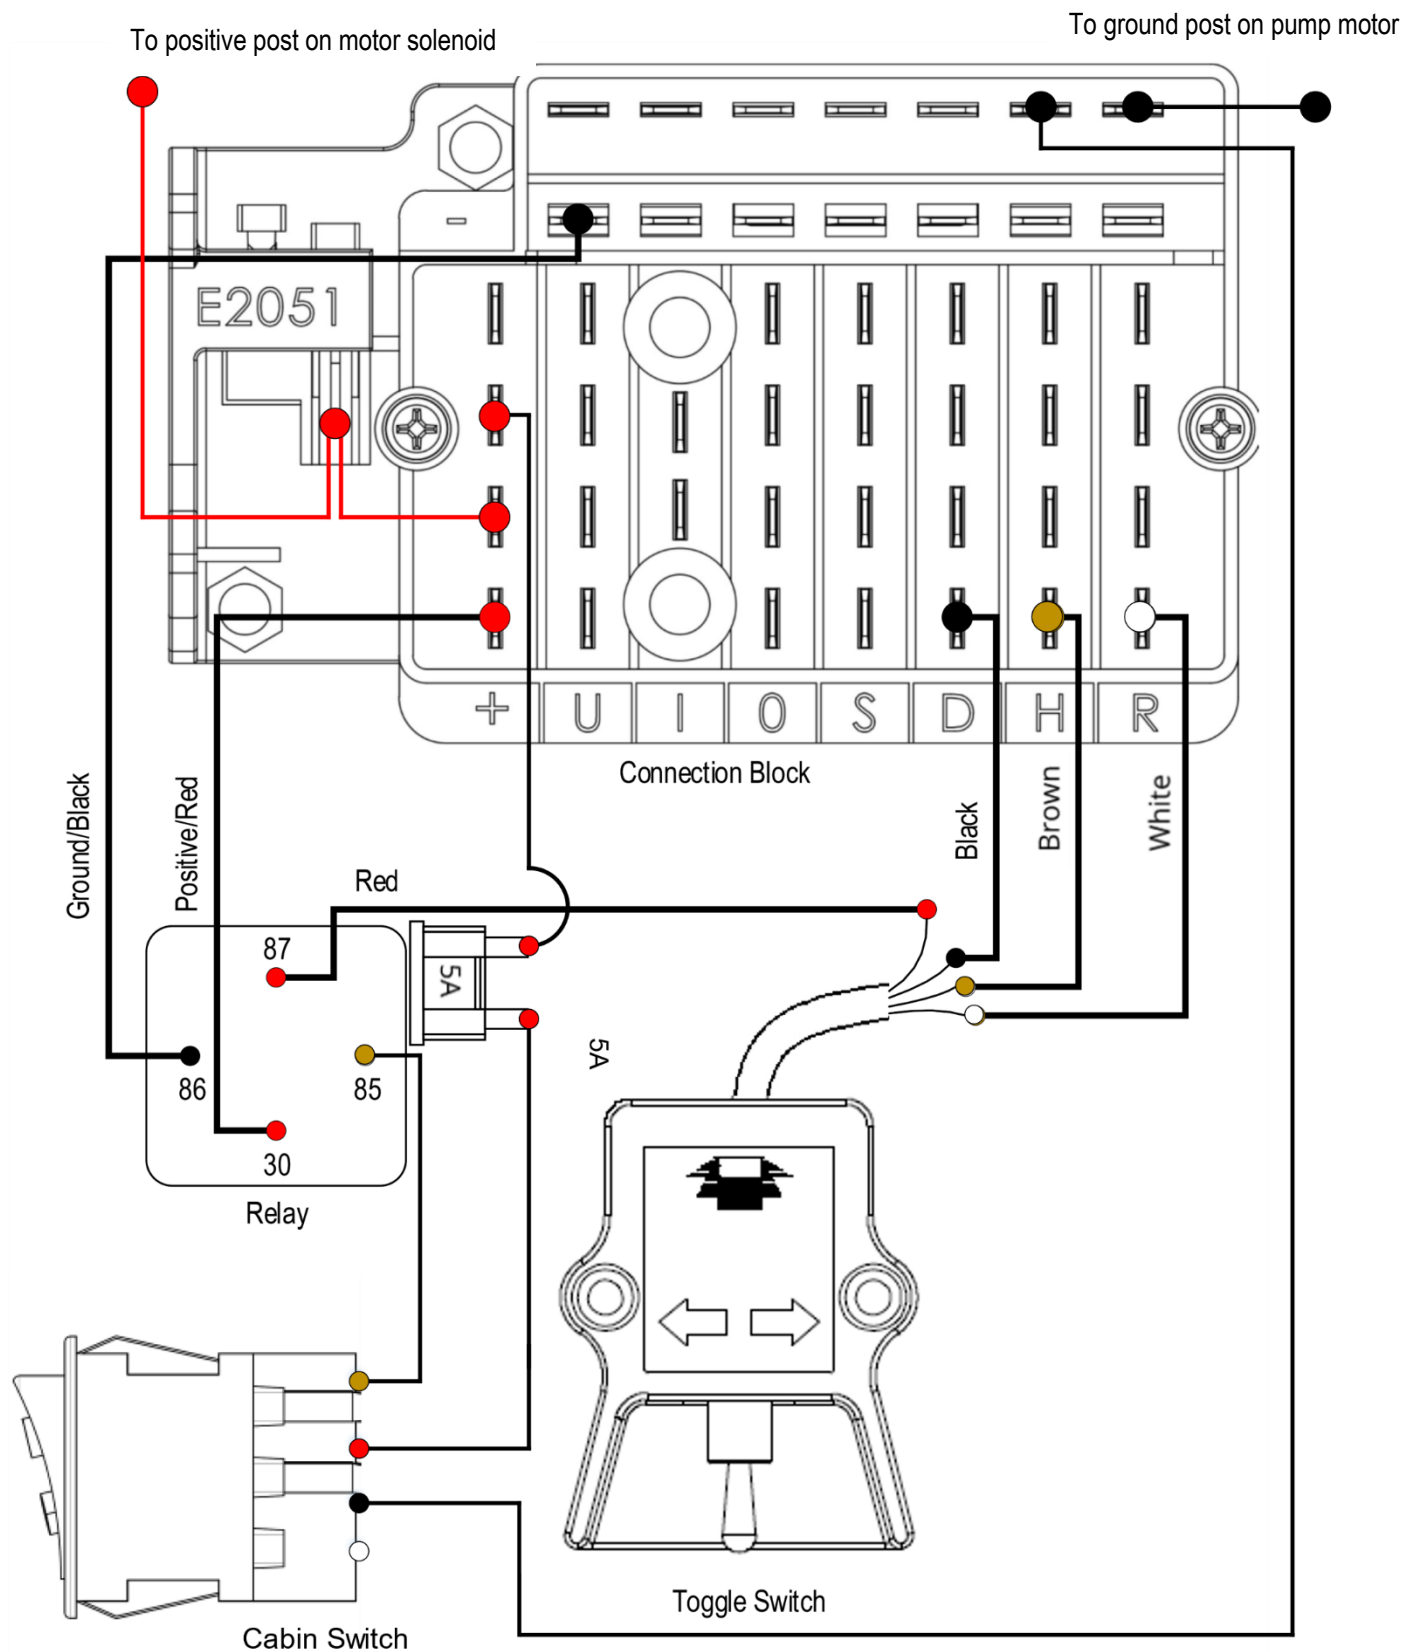 To positive post on motor solenoid
To ground post on pump motor
-
E2051
+ U I 0 S D H R
Connection Block
Ground/Black
Positive/Red
Red
Black
Brown
White
87
5A
86
85
30
5A
Relay
Toggle Switch
Cabin Switch